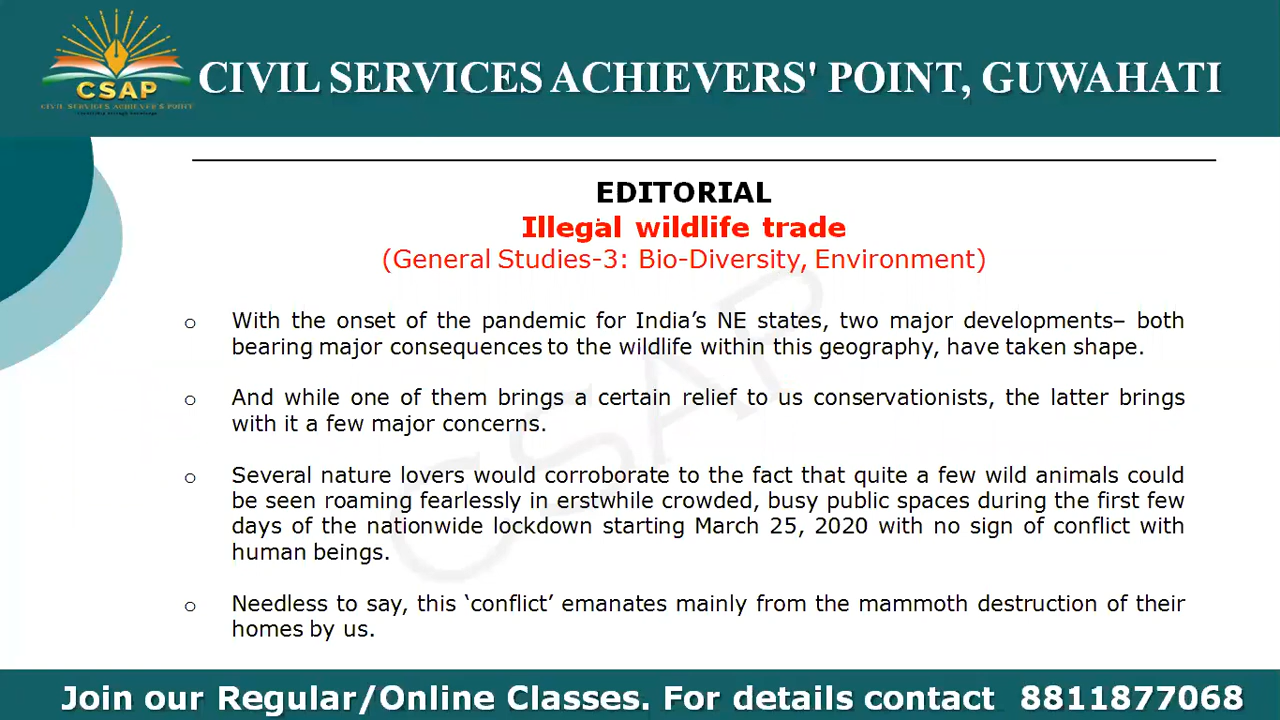 CSAP
CIVIL SERVICES ACHIEVER'S POINT
CIVIL SERVICES ACHIEVERS' POINT, GUWAHATI
EDITORIAL
Illegal wildlife trade
(General Studies-3: Bio-Diversity, Environment)
o With the onset of the pandemic for India's NE states, two major developments– both
bearing major consequences to the wildlife within this geography, have taken shape.
o And while one of them brings a certain relief to us conservationists, the latter brings
with it a few major concerns.
o Several nature lovers would corroborate to the fact that quite a few wild animals could
be seen roaming fearlessly in erstwhile crowded, busy public spaces during the first few
days of the nationwide lockdown starting March 25, 2020 with no sign of conflict with
human beings.
o Needless to say, this ‘conflict’ emanates mainly from the mammoth destruction of their
homes by us.
CSAP
Join our Regular/Online Classes. For details contact 8811877068